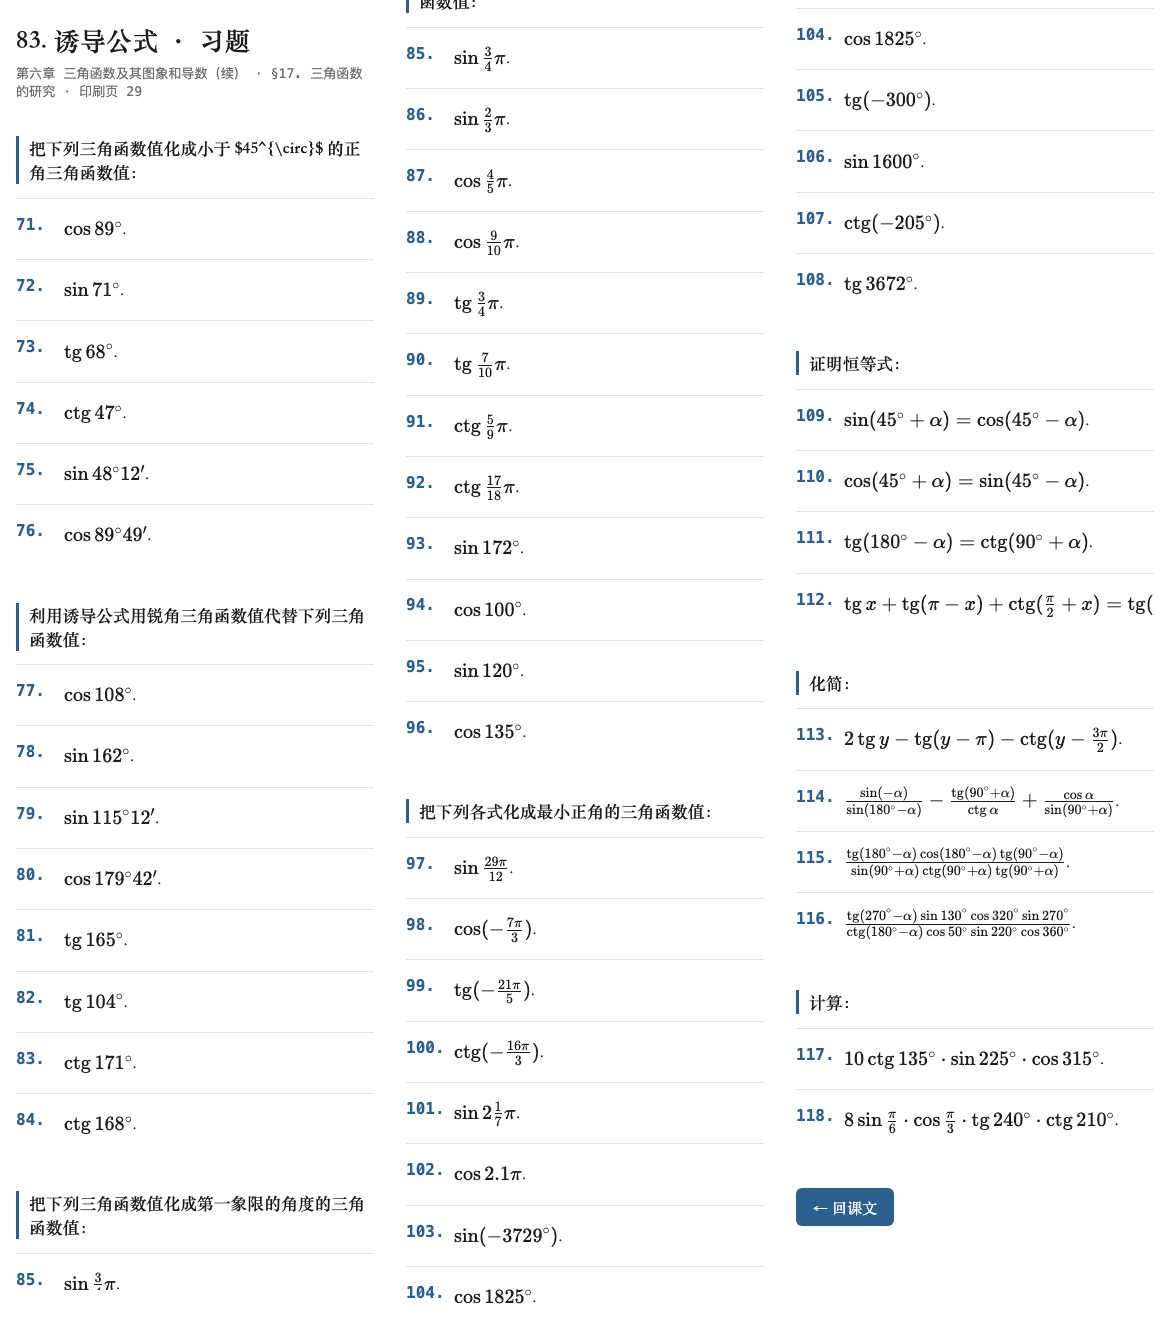 83. 诱导公式 · 习题
第六章 三角函数及其图象和导数（续） · §17. 三角函数
的研究 · 印刷页 29
把下列三角函数值化成小于 $45^{\circ}$ 的正
角三角函数值：
71. cos 89°.
72. sin 71°.
73. tg 68°.
74. ctg 47°.
75. sin 48°12′.
76. cos 89°49′.
利用诱导公式用锐角三角函数值代替下列三角
函数值：
77. cos 108°.
78. sin 162°.
79. sin 115°12′.
80. cos 179°42′.
81. tg 165°.
82. tg 104°.
83. ctg 171°.
84. ctg 168°.
把下列三角函数值化成第一象限的角度的三角
函数值：
85. sin 3/4 π.
函数值：
85. sin 3/4 π.
86. sin 2/3 π.
87. cos 4/5 π.
88. cos 9/10 π.
89. tg 3/4 π.
90. tg 7/10 π.
91. ctg 5/9 π.
92. ctg 17/18 π.
93. sin 172°.
94. cos 100°.
95. sin 120°.
96. cos 135°.
把下列各式化成最小正角的三角函数值：
97. sin 29π/12.
98. cos(−7π/3).
99. tg(−21π/5).
100. ctg(−16π/3).
101. sin 2 1/7 π.
102. cos 2.1π.
103. sin(−3729°).
104. cos 1825°.
104. cos 1825°.
105. tg(−300°).
106. sin 1600°.
107. ctg(−205°).
108. tg 3672°.
证明恒等式：
109. sin(45° + α) = cos(45° − α).
110. cos(45° + α) = sin(45° − α).
111. tg(180° − α) = ctg(90° + α).
112. tg x + tg(π − x) + ctg(π/2 + x) = tg(
化简：
113. 2 tg y − tg(y − π) − ctg(y − 3π/2).
114. sin(−α)/sin(180°−α) − tg(90°+α)/ctg α + cos α/sin(90°+α).
115. tg(180°−α) cos(180°−α) tg(90°−α)/sin(90°+α) ctg(90°+α) tg(90°+α).
116. tg(270°−α) sin 130° cos 320° sin 270°/ctg(180°−α) cos 50° sin 220° cos 360°.
计算：
117. 10 ctg 135° · sin 225° · cos 315°.
118. 8 sin π/6 · cos π/3 · tg 240° · ctg 210°.
← 回课文